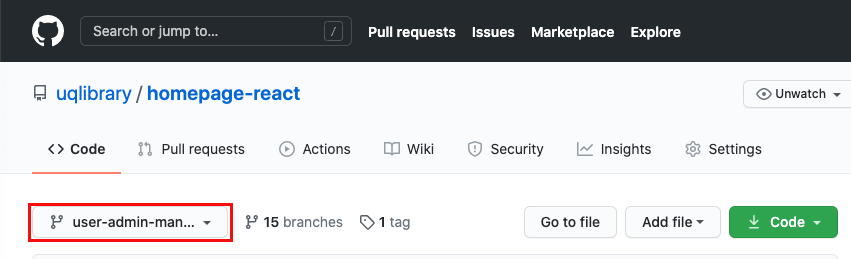 Search or jump to... / Pull requests Issues Marketplace Explore
uqlibrary / homepage-react Unwatch
<> Code Pull requests Actions Wiki Security Insights Settings
user-admin-man... 15 branches 1 tag Go to file Add file Code